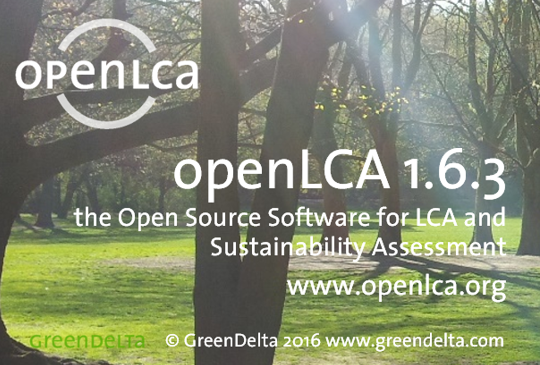 openLCA
openLCA 1.6.3
the Open Source Software for LCA and
Sustainability Assessment
www.openlca.org
GREENDELTA © GreenDelta 2016 www.greendelta.com